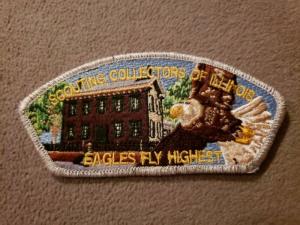 SCOUTING COLLECTORS OF ILLINOIS
EAGLES FLY HIGHEST